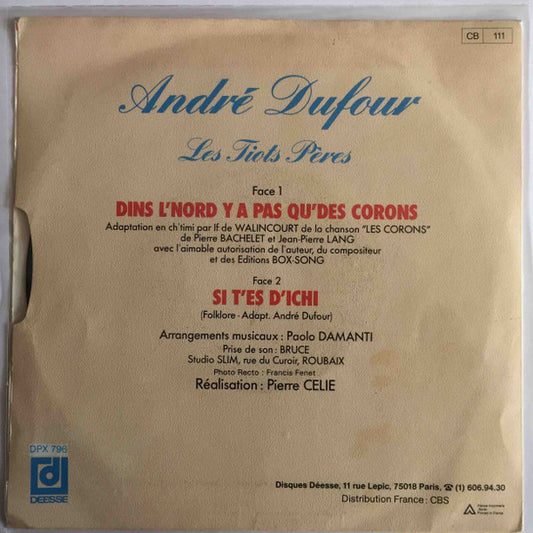 CB 111
André Dufour
Les Tiots Pères
Face 1
DINS L'NORD Y A PAS QU'DES CORONS
Adaptation en ch'timi par If de WALINCOURT de la chanson "LES CORONS"
de Pierre BACHELET et Jean-Pierre LANG
avec l'aimable autorisation de l'auteur, du compositeur
et des Editions BOX-SONG
Face 2
SI T'ES D'ICHI
(Folklore - Adapt. André Dufour)
Arrangements musicaux : Paolo DAMANTI
Prise de son : BRUCE
Studio SLIM, rue du Curoir, ROUBAIX
Photo Recto : Francis Fenet
Réalisation : Pierre CELIE
DPX 796
DEESSE
Disques Déesse, 11 rue Lepic, 75018 Paris, ☎ (1) 606.94.30
Distribution France : CBS